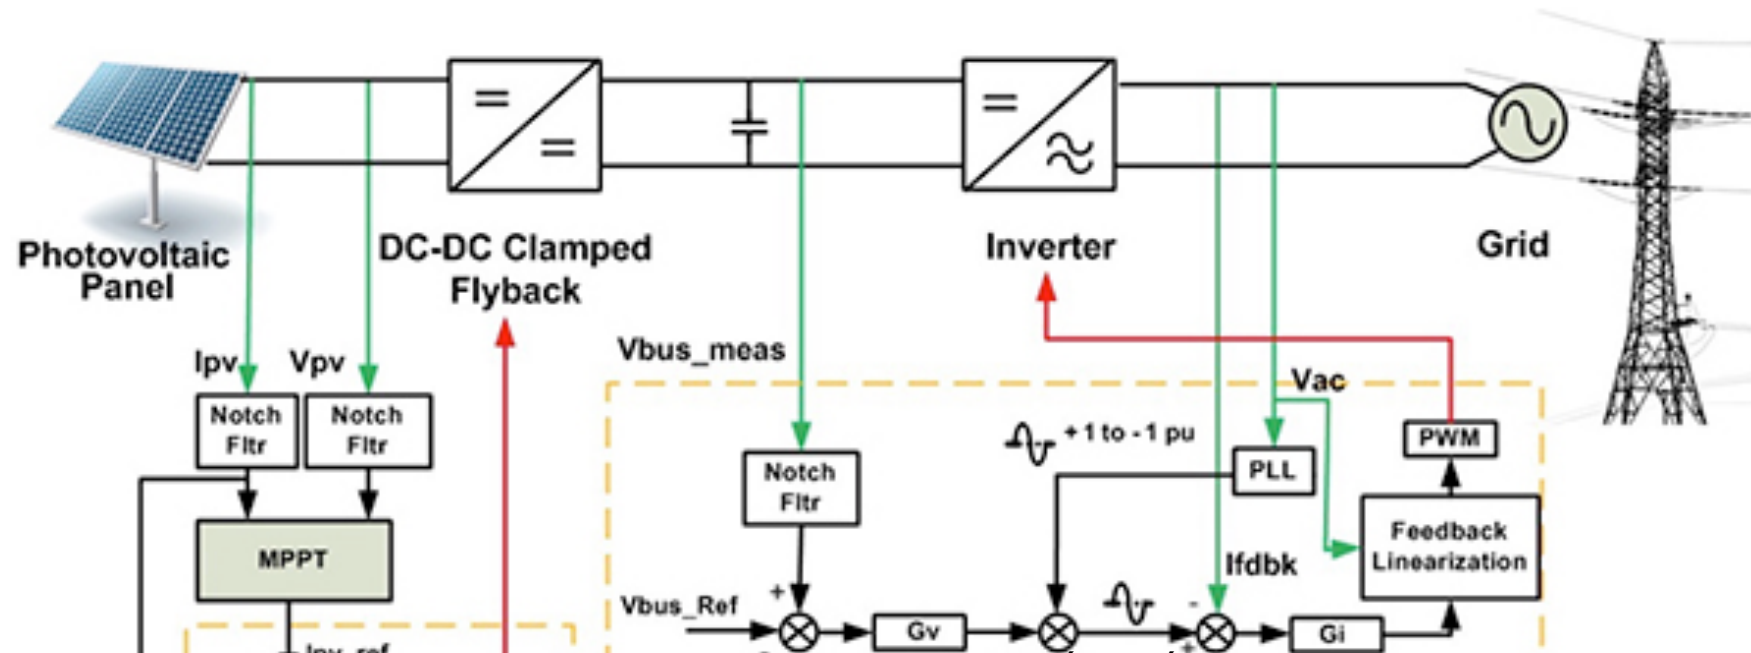 Photovoltaic
Panel
DC-DC Clamped
Flyback
Inverter
Grid
Ipv
Vpv
Vbus_meas
Vac
Notch
Fltr
Notch
Fltr
+ 1 to - 1 pu
PWM
Notch
Fltr
PLL
MPPT
Feedback
Linearization
Ifdbk
+
Vbus_Ref
-
Gv
Gi
+
Ipv_ref